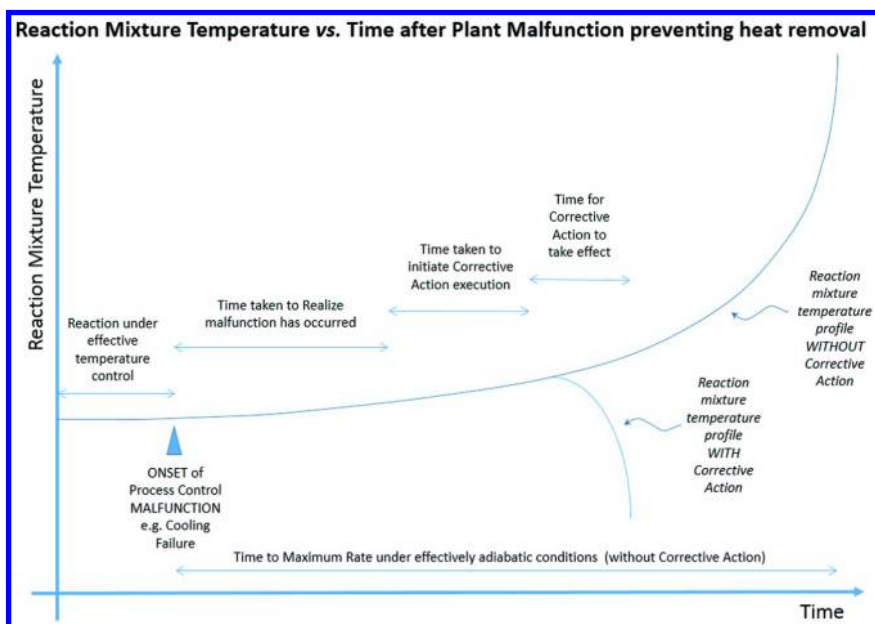 Reaction Mixture Temperature vs. Time after Plant Malfunction preventing heat removal
Reaction Mixture Temperature
Time for
Corrective
Action to
take effect
Time taken to
initiate Corrective
Action execution
Time taken to Realize
malfunction has occurred
Reaction under
effective
temperature
control
Reaction
mixture
temperature
profile
WITHOUT
Corrective
Action
Reaction
mixture
temperature
profile
WITH
Corrective
Action
ONSET of
Process Control
MALFUNCTION
e.g. Cooling
Failure
Time to Maximum Rate under effectively adiabatic conditions (without Corrective Action)
Time